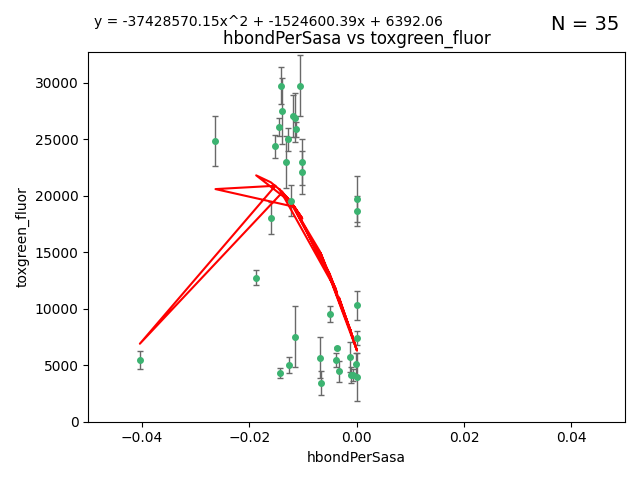 y = -37428570.15x^2 + -1524600.39x + 6392.06
N = 35
hbondPerSasa vs toxgreen_fluor
30000
25000
20000
15000
10000
5000
0
toxgreen_fluor
−0.04 −0.02 0.00 0.02 0.04
hbondPerSasa